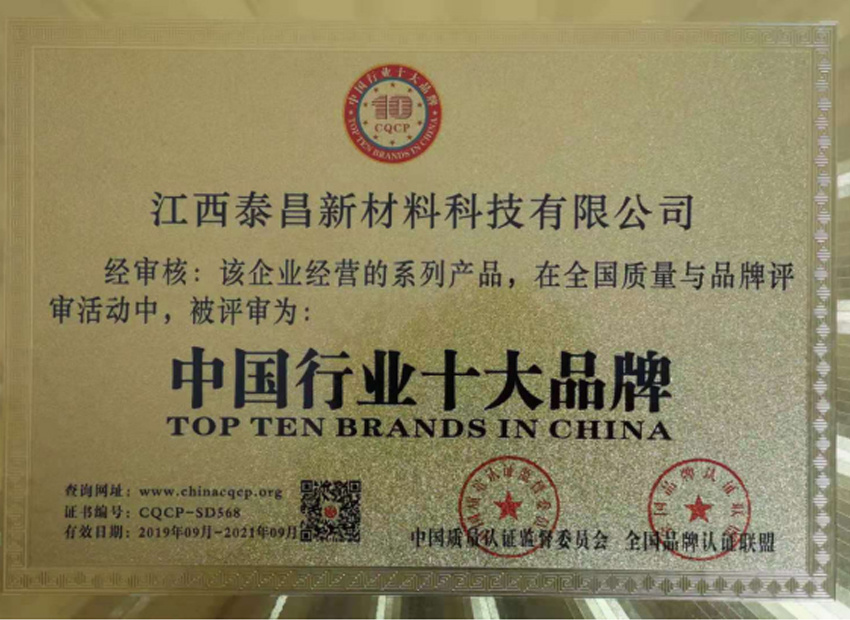 中国行业十大品牌
10
CQCP
TOP TEN BRANDS IN CHINA
江西泰昌新材料科技有限公司
经审核：该企业经营的系列产品，在全国质量与品牌评
审活动中，被评审为：
中国行业十大品牌
TOP TEN BRANDS IN CHINA
查询网址：www.chinacqcp.org
证书编号：CQCP-SD568
有效日期：2019年09月-2021年09月
中国质量认证监督委员会 全国品牌认证联盟